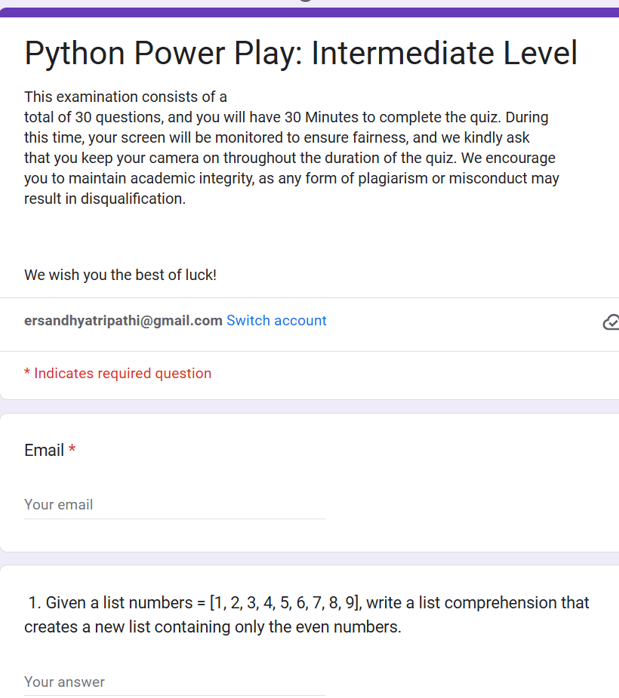 Python Power Play: Intermediate Level
This examination consists of a
total of 30 questions, and you will have 30 Minutes to complete the quiz. During
this time, your screen will be monitored to ensure fairness, and we kindly ask
that you keep your camera on throughout the duration of the quiz. We encourage
you to maintain academic integrity, as any form of plagiarism or misconduct may
result in disqualification.
We wish you the best of luck!
ersandhyatripathi@gmail.com Switch account
* Indicates required question
Email *
Your email
1. Given a list numbers = [1, 2, 3, 4, 5, 6, 7, 8, 9], write a list comprehension that
creates a new list containing only the even numbers.
Your answer